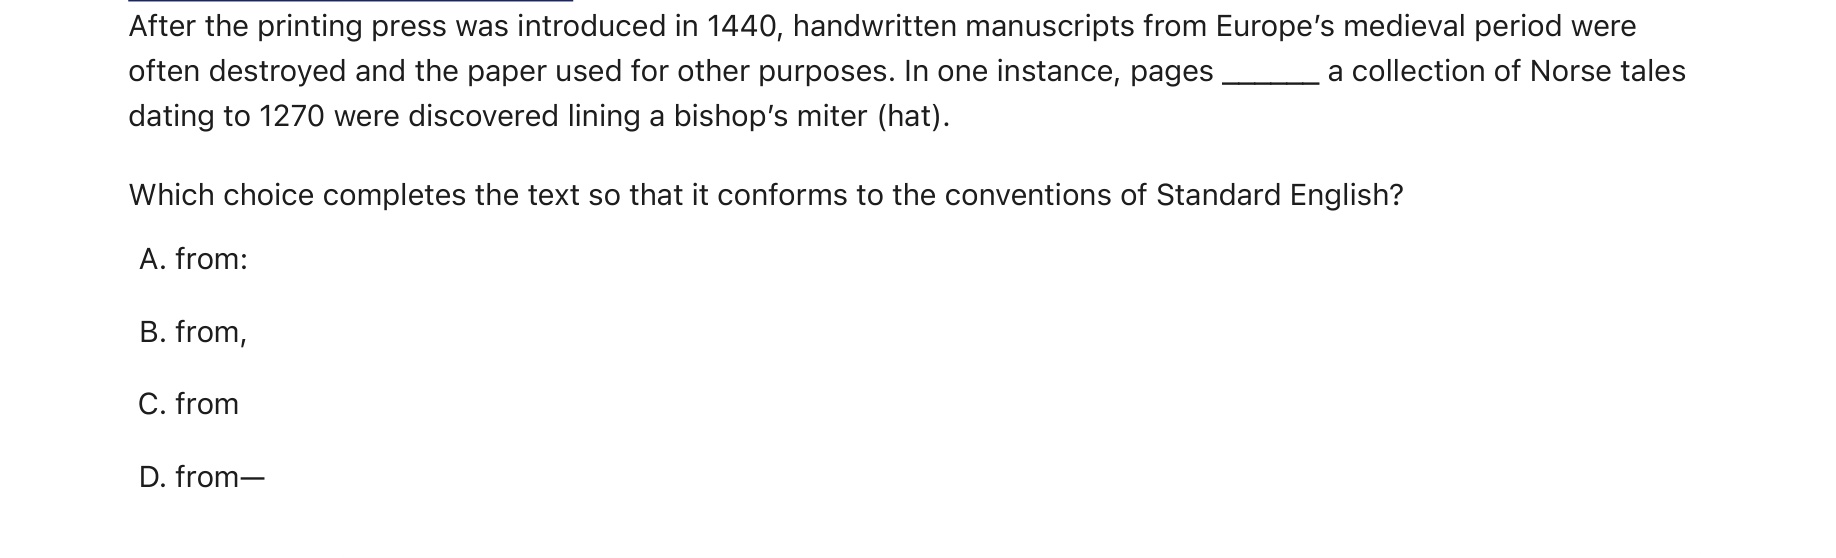 After the printing press was introduced in 1440, handwritten manuscripts from Europe’s medieval period were
often destroyed and the paper used for other purposes. In one instance, pages ______ a collection of Norse tales
dating to 1270 were discovered lining a bishop’s miter (hat).
Which choice completes the text so that it conforms to the conventions of Standard English?
A. from:
B. from,
C. from
D. from—